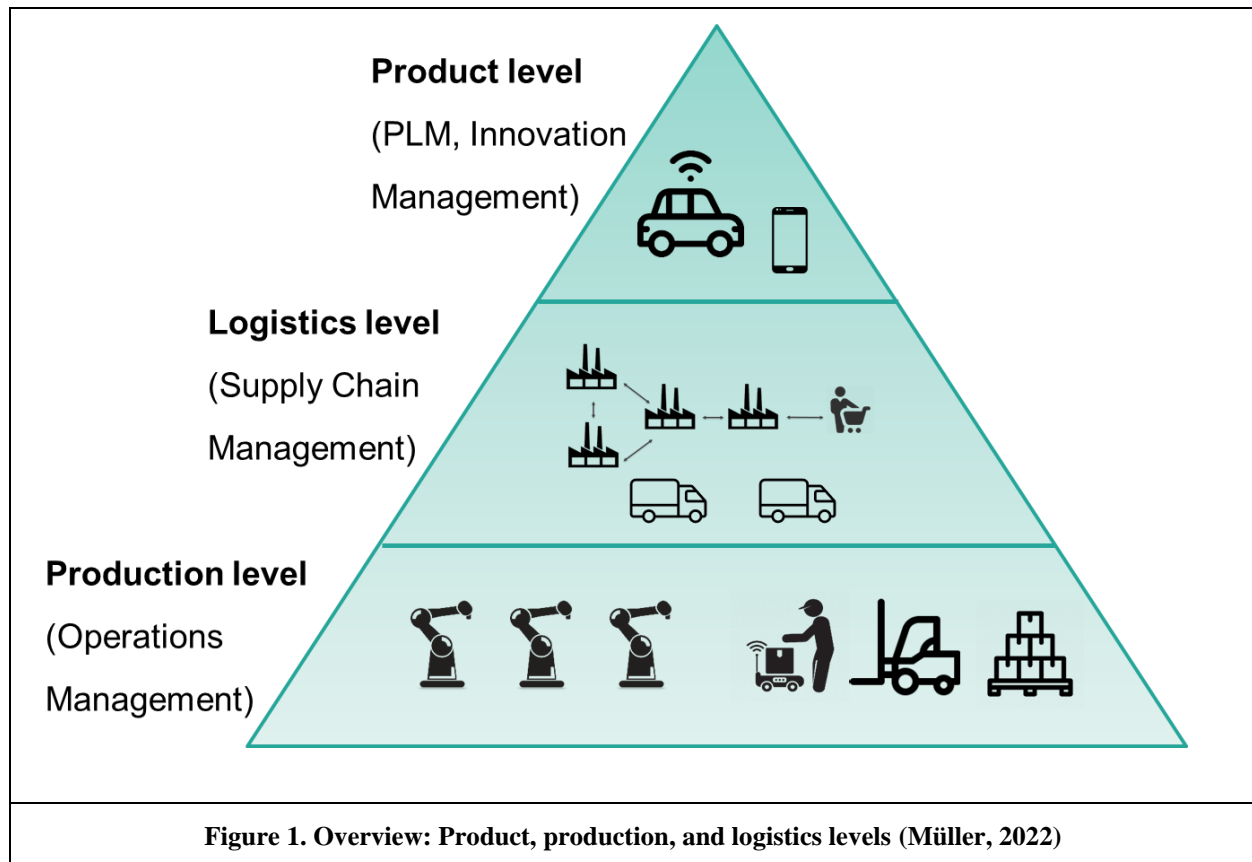 Product level
(PLM, Innovation
Management)
Logistics level
(Supply Chain
Management)
Production level
(Operations
Management)
Figure 1. Overview: Product, production, and logistics levels (Müller, 2022)